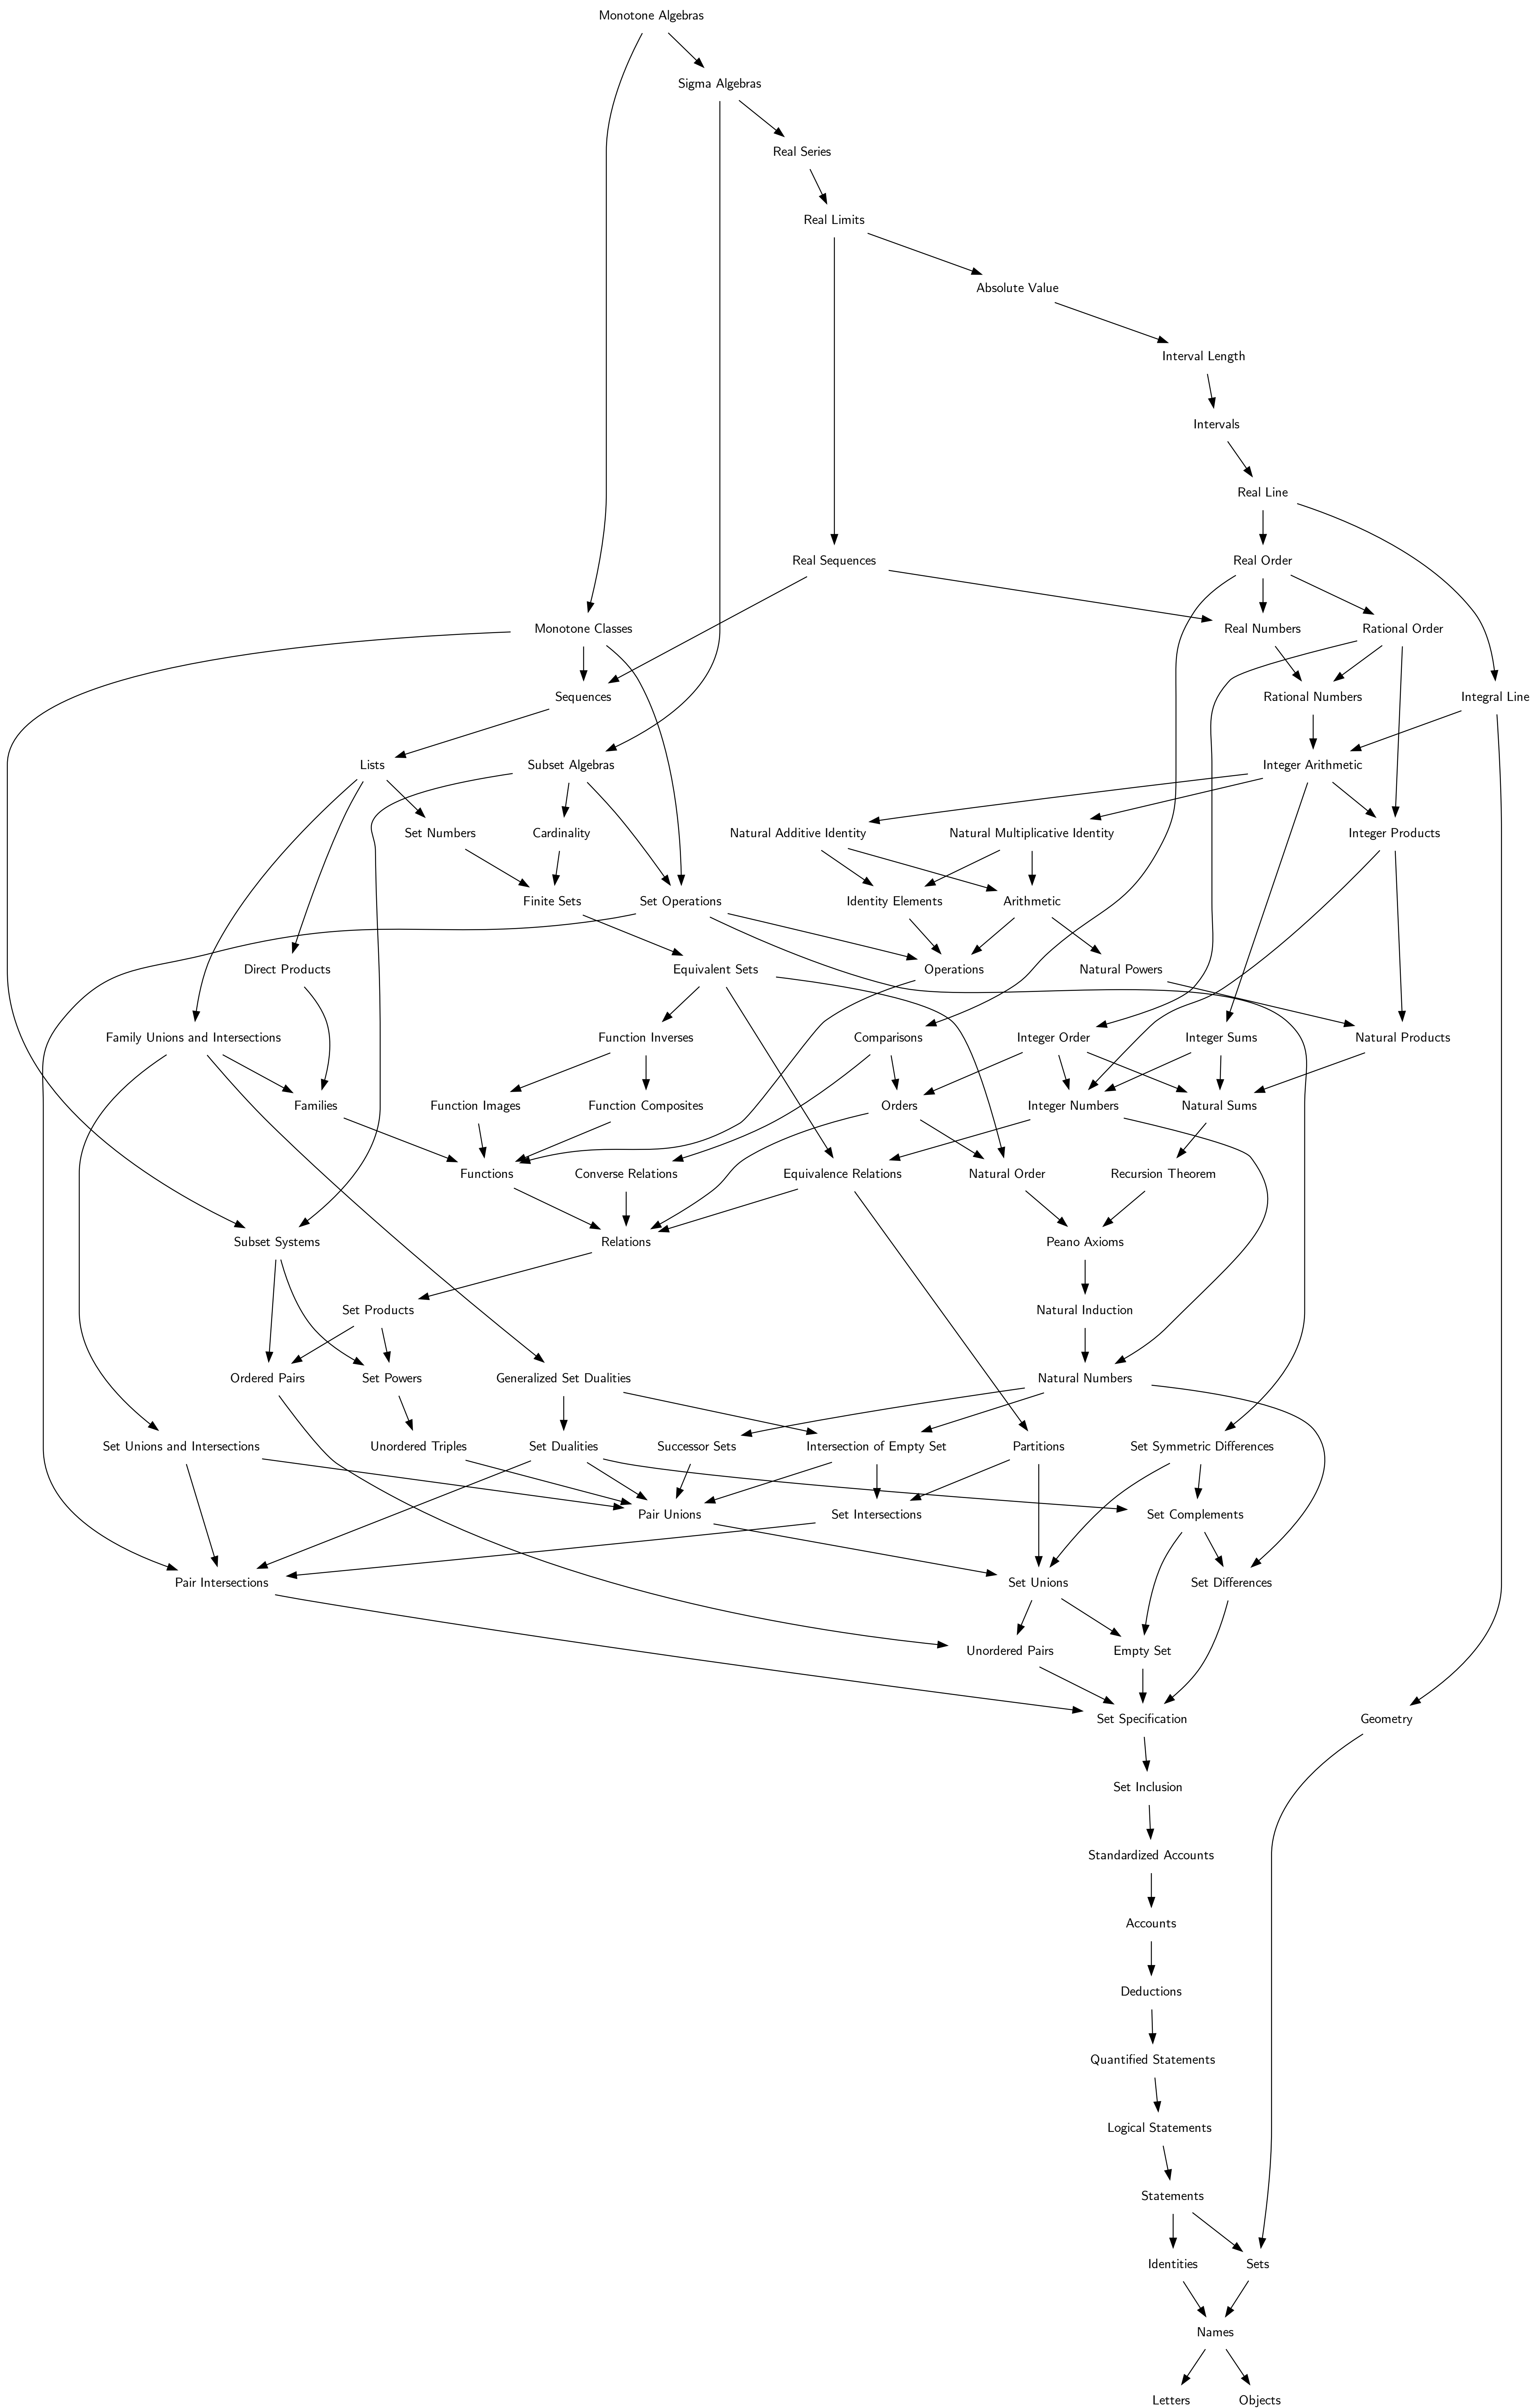 Monotone Algebras
Sigma Algebras
Real Series
Real Limits
Absolute Value
Interval Length
Intervals
Real Line
Real Sequences
Real Order
Monotone Classes
Real Numbers
Rational Order
Sequences
Rational Numbers
Integral Line
Lists
Subset Algebras
Integer Arithmetic
Set Numbers
Cardinality
Natural Additive Identity
Natural Multiplicative Identity
Integer Products
Finite Sets
Set Operations
Identity Elements
Arithmetic
Direct Products
Equivalent Sets
Operations
Natural Powers
Family Unions and Intersections
Function Inverses
Comparisons
Integer Order
Integer Sums
Natural Products
Families
Function Images
Function Composites
Orders
Integer Numbers
Natural Sums
Functions
Converse Relations
Equivalence Relations
Natural Order
Recursion Theorem
Subset Systems
Relations
Peano Axioms
Set Products
Natural Induction
Ordered Pairs
Set Powers
Generalized Set Dualities
Natural Numbers
Set Unions and Intersections
Unordered Triples
Set Dualities
Successor Sets
Intersection of Empty Set
Partitions
Set Symmetric Differences
Pair Unions
Set Intersections
Set Complements
Pair Intersections
Set Unions
Set Differences
Unordered Pairs
Empty Set
Set Specification
Geometry
Set Inclusion
Standardized Accounts
Accounts
Deductions
Quantified Statements
Logical Statements
Statements
Identities
Sets
Names
Letters
Objects